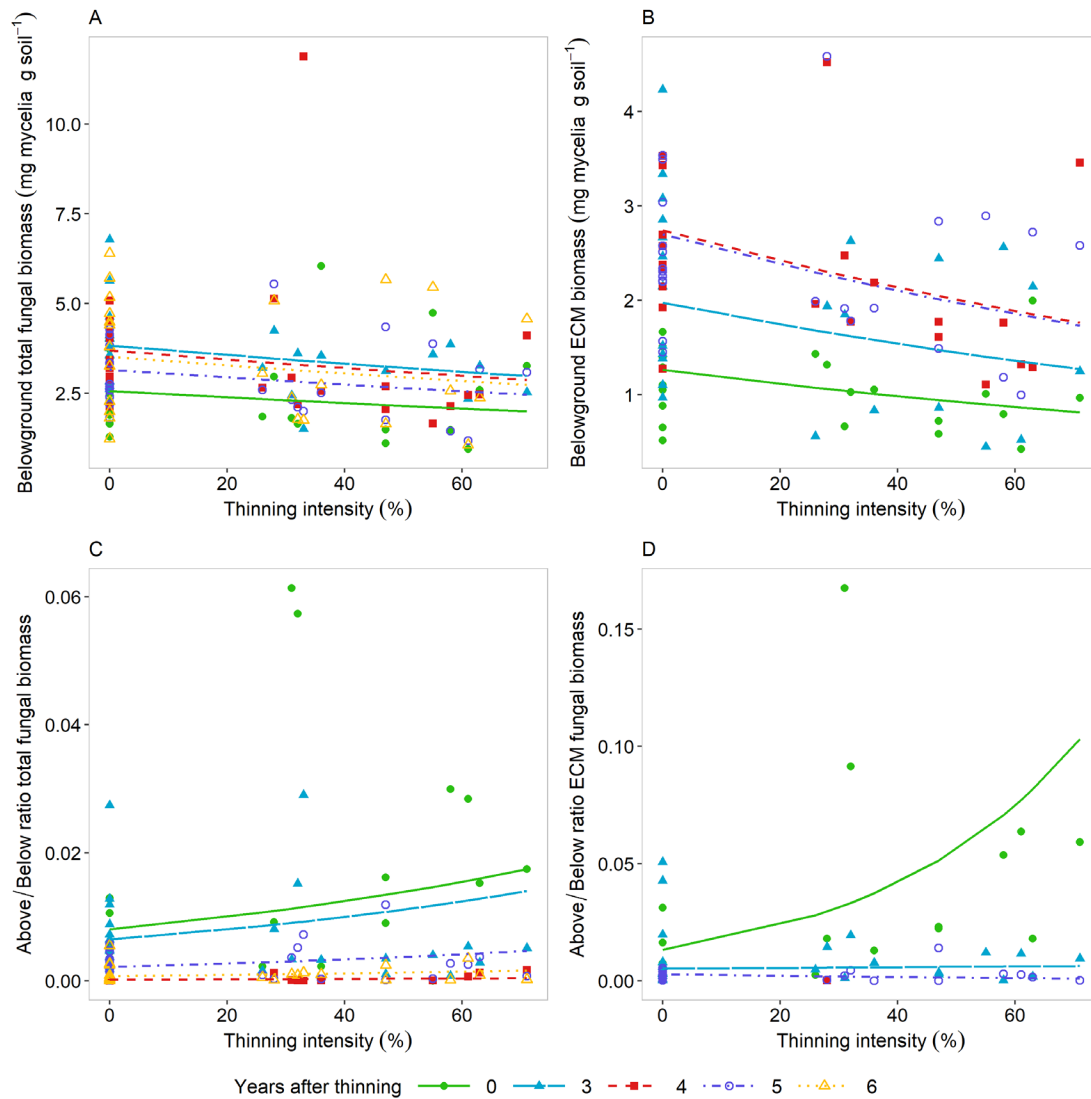 A
Belowground total fungal biomass (mg mycelia g soil⁻¹)
10.0
7.5
5.0
2.5
0
20
40
60
Thinning intensity (%)
B
Belowground ECM biomass (mg mycelia g soil⁻¹)
4
3
2
1
0
20
40
60
Thinning intensity (%)
C
Above/Below ratio total fungal biomass
0.06
0.04
0.02
0.00
0
20
40
60
Thinning intensity (%)
D
Above/Below ratio ECM fungal biomass
0.15
0.10
0.05
0.00
0
20
40
60
Thinning intensity (%)
Years after thinning 0 3 4 5 6